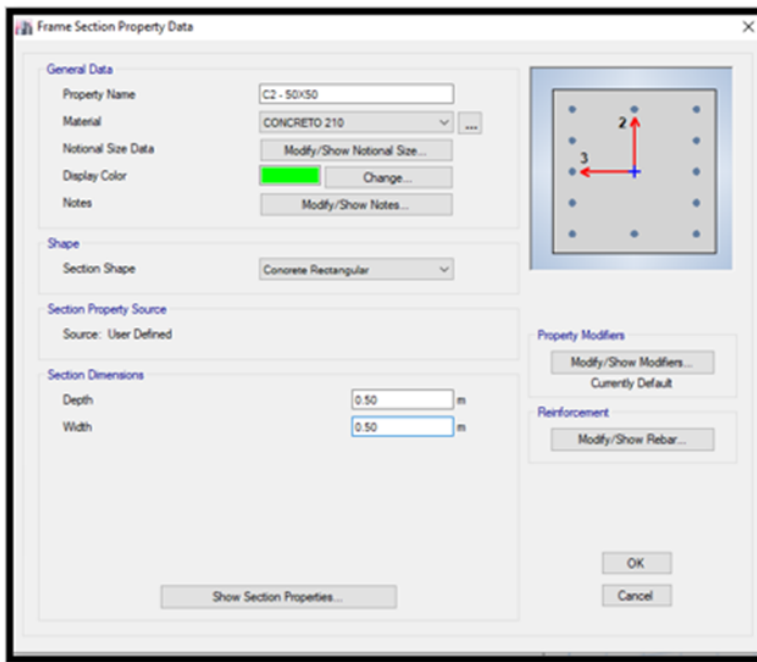 Frame Section Property Data
General Data
Property Name C2 - 50X50
Material CONCRETO 210 ...
Notional Size Data Modify/Show Notional Size...
Display Color Change...
Notes Modify/Show Notes...
2
3
Shape
Section Shape Concrete Rectangular
Section Property Source
Source: User Defined
Property Modifiers
Modify/Show Modifiers...
Currently Default
Section Dimensions
Depth 0.50 m
Width 0.50 m
Reinforcement
Modify/Show Rebar...
OK
Show Section Properties...
Cancel